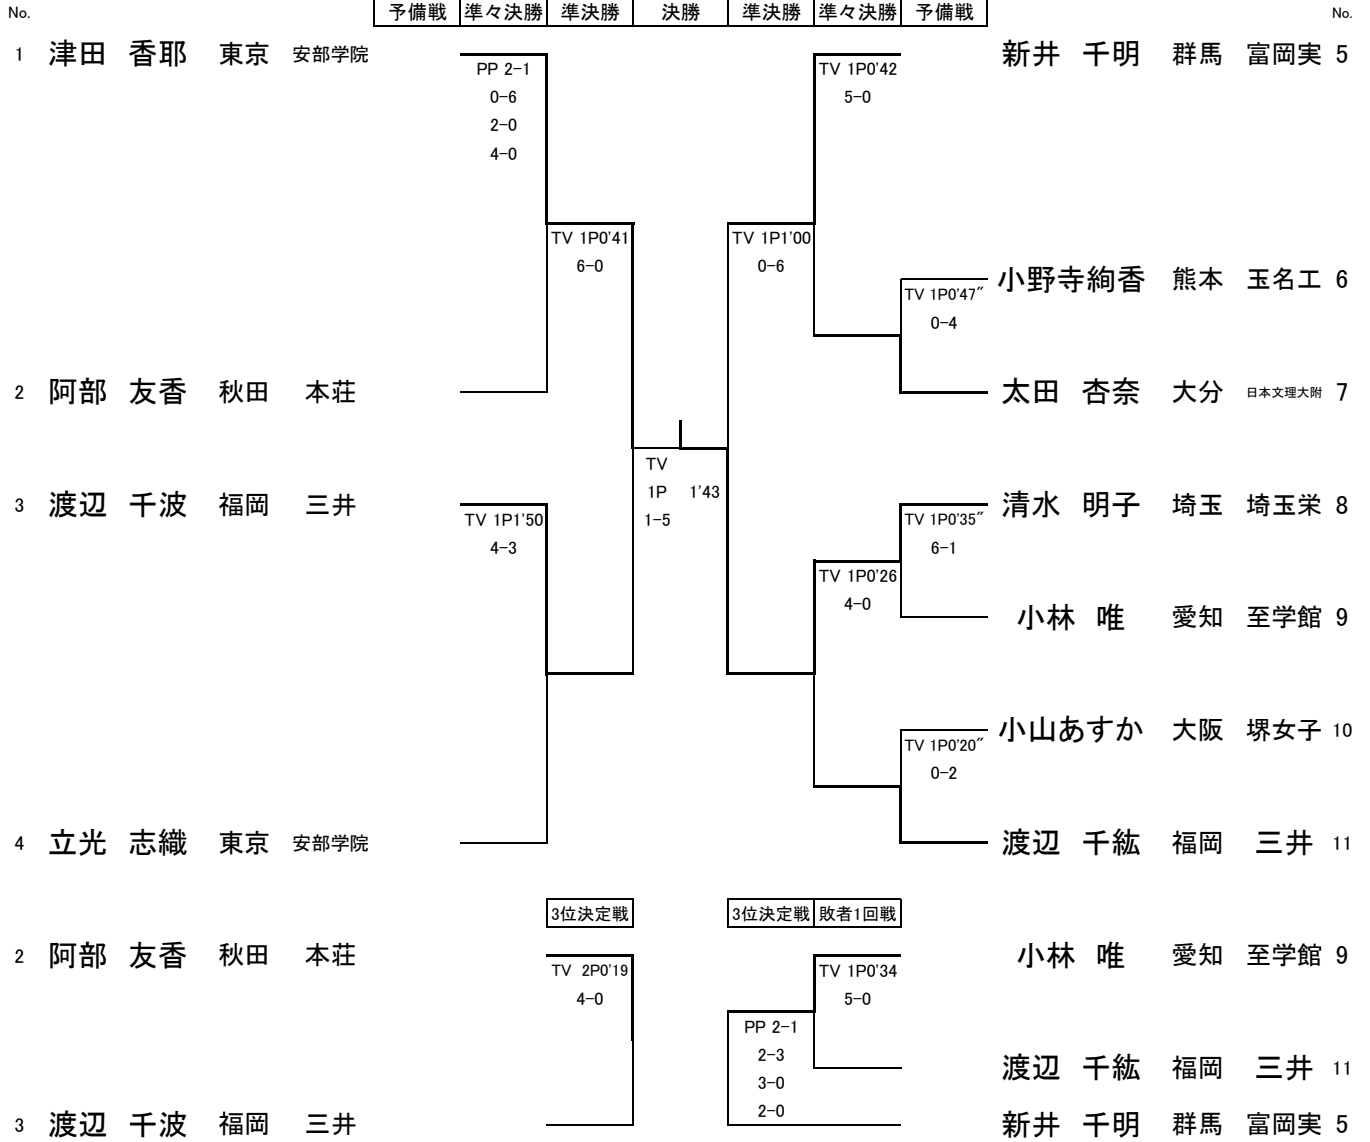 No. 予備戦 準々決勝 準決勝 決勝 準決勝 準々決勝 予備戦 No.
1 津田 香耶 東京 安部学院 新井 千明 群馬 富岡実 5
PP 2-1 TV 1P0'42
0-6 5-0
2-0
4-0
TV 1P0'41 TV 1P1'00
6-0 0-6
小野寺絢香 熊本 玉名工 6
TV 1P0'47"
0-4
2 阿部 友香 秋田 本荘 太田 杏奈 大分 日本文理大附 7
TV
1P 1'43
3 渡辺 千波 福岡 三井 清水 明子 埼玉 埼玉栄 8
TV 1P1'50 1-5 TV 1P0'35"
4-3 6-1
TV 1P0'26
4-0
小林 唯 愛知 至学館 9
小山あすか 大阪 堺女子 10
TV 1P0'20"
0-2
4 立光 志織 東京 安部学院 渡辺 千紘 福岡 三井 11
3位決定戦 3位決定戦 敗者1回戦
2 阿部 友香 秋田 本荘 小林 唯 愛知 至学館 9
TV 2P0'19 TV 1P0'34
4-0 5-0
PP 2-1
2-3
渡辺 千紘 福岡 三井 11
3-0
2-0
3 渡辺 千波 福岡 三井 新井 千明 群馬 富岡実 5